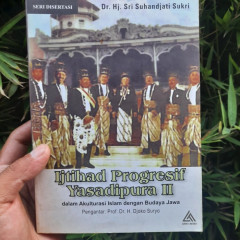 SERI DISERTASI
Dr. Hj. Sri Suhandjati Sukri
Ijtihad Progresif
Yasadipura II
dalam Akulturasi Islam dengan Budaya Jawa
Pengantar: Prof. Dr. H. Djoko Suryo